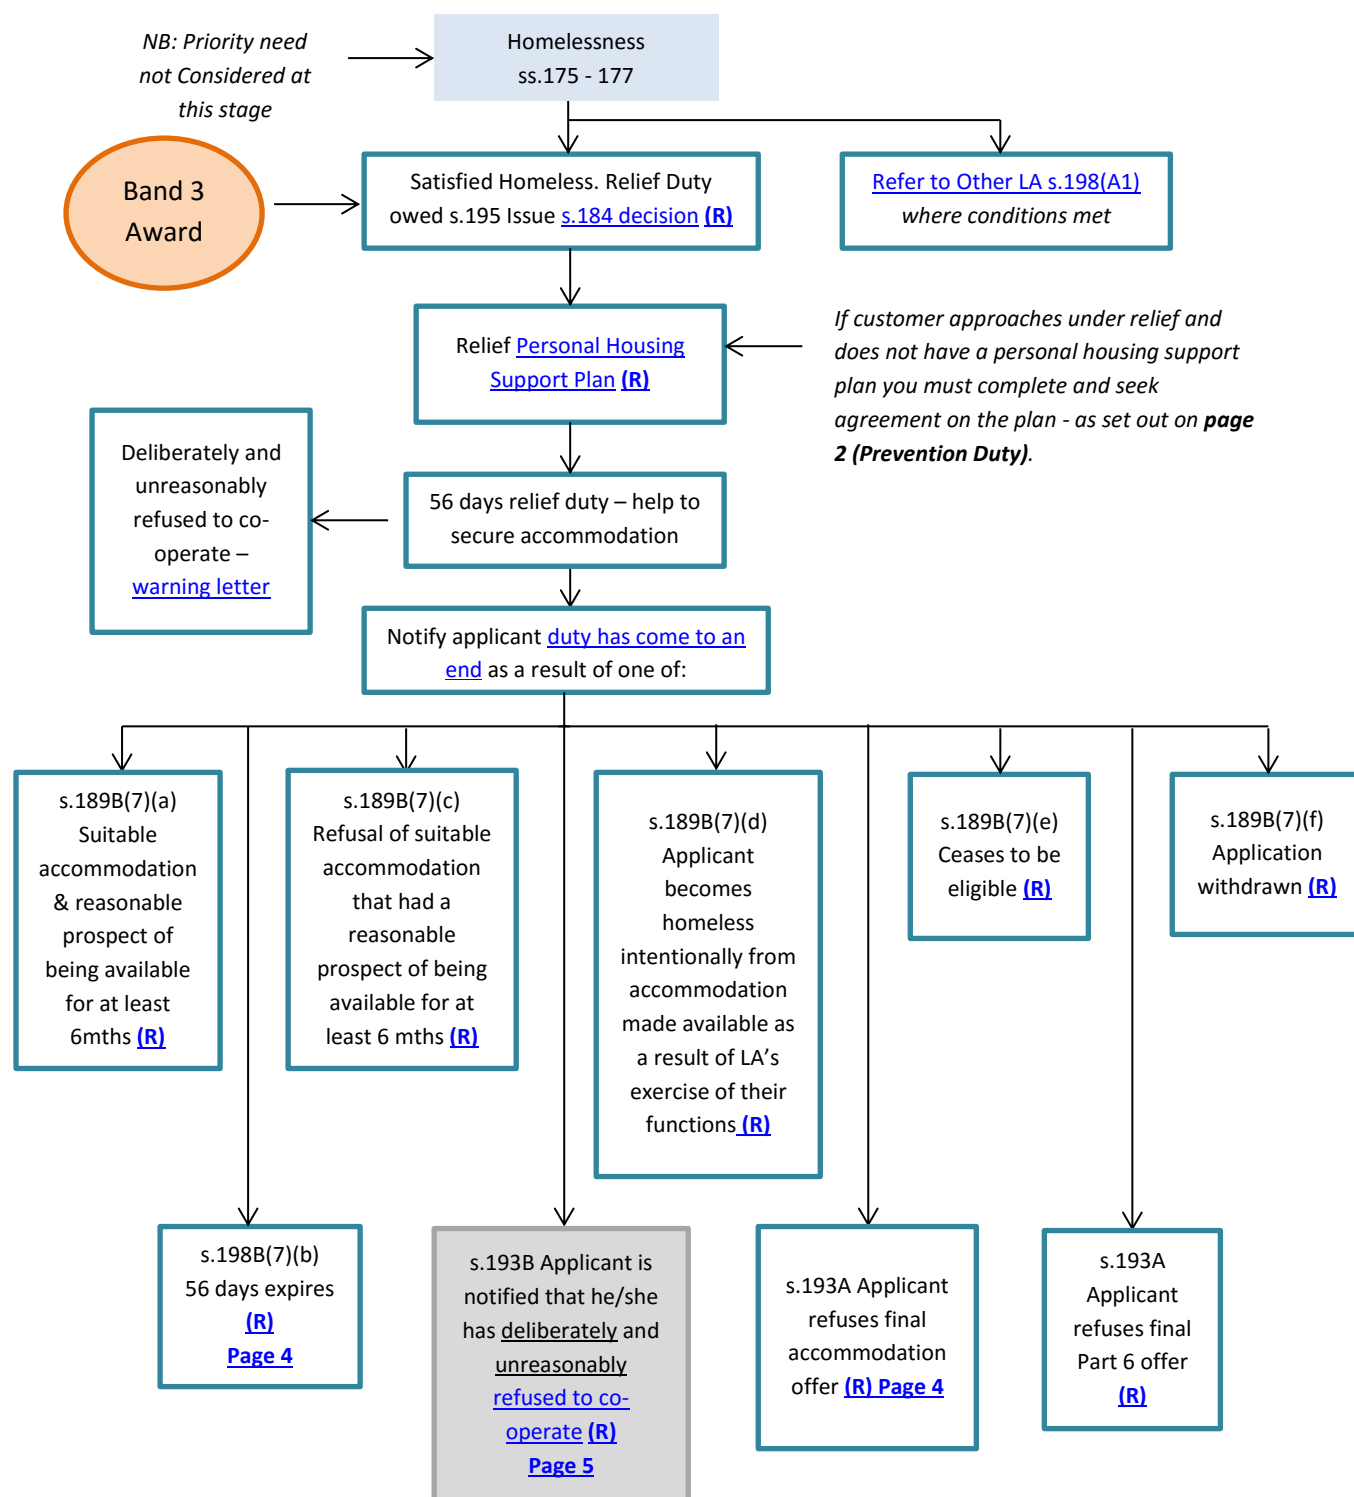 NB: Priority need
not Considered at
this stage
Homelessness
ss.175 - 177
Band 3
Award
Satisfied Homeless. Relief Duty
owed s.195 Issue s.184 decision (R)
Refer to Other LA s.198(A1)
where conditions met
Relief Personal Housing
Support Plan (R)
If customer approaches under relief and
does not have a personal housing support
plan you must complete and seek
agreement on the plan - as set out on page
2 (Prevention Duty).
Deliberately and
unreasonably
refused to co-
operate –
warning letter
56 days relief duty – help to
secure accommodation
Notify applicant duty has come to an
end as a result of one of:
s.189B(7)(a)
Suitable
accommodation
& reasonable
prospect of
being available
for at least
6mths (R)
s.189B(7)(c)
Refusal of suitable
accommodation
that had a
reasonable
prospect of being
available for at
least 6 mths (R)
s.189B(7)(d)
Applicant
becomes
homeless
intentionally from
accommodation
made available as
a result of LA’s
exercise of their
functions (R)
s.189B(7)(e)
Ceases to be
eligible (R)
s.189B(7)(f)
Application
withdrawn (R)
s.198B(7)(b)
56 days expires
(R)
Page 4
s.193B Applicant is
notified that he/she
has deliberately and
unreasonably
refused to co-
operate (R)
Page 5
s.193A Applicant
refuses final
accommodation
offer (R) Page 4
s.193A
Applicant
refuses final
Part 6 offer
(R)